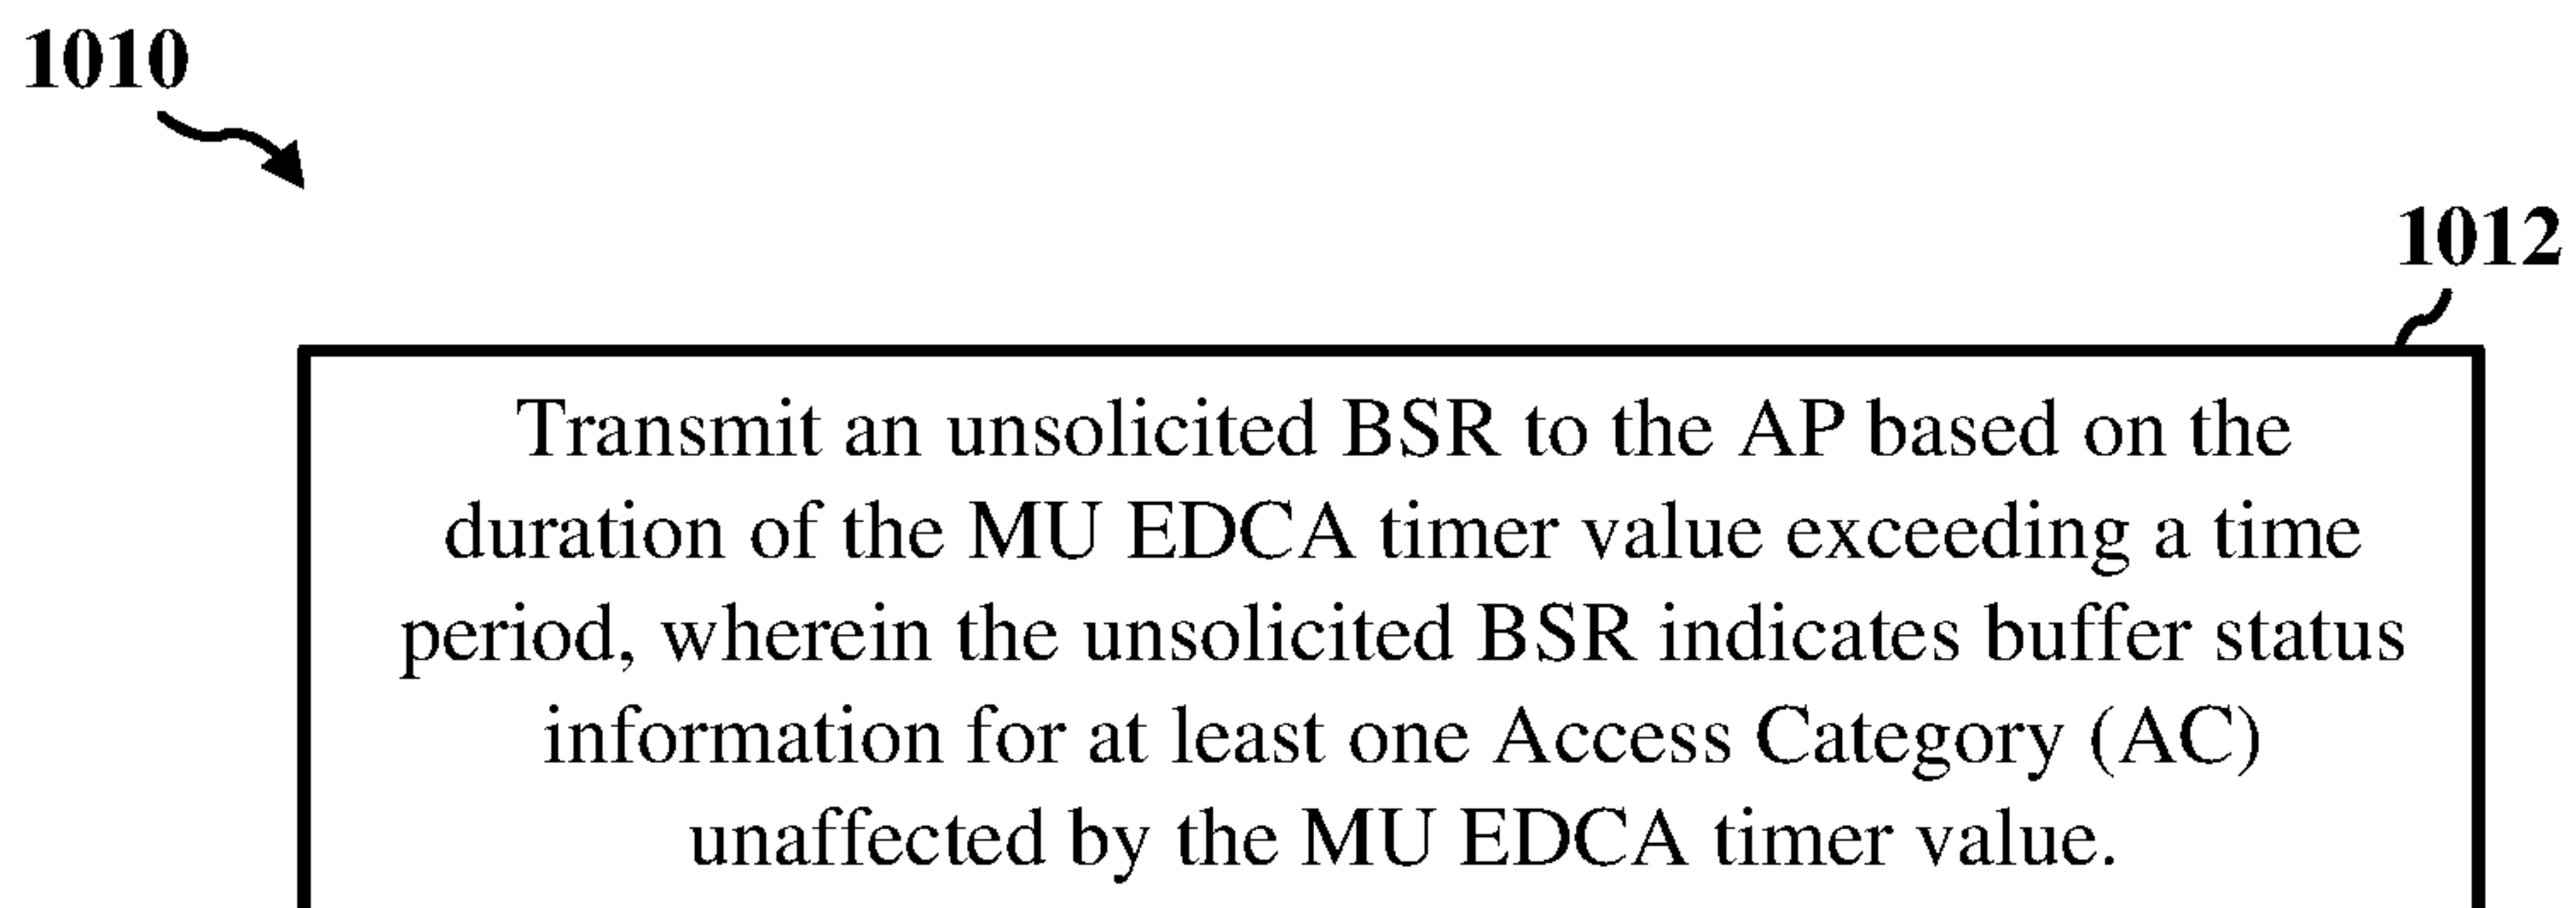 1010
1012
Transmit an unsolicited BSR to the AP based on the
duration of the MU EDCA timer value exceeding a time
period, wherein the unsolicited BSR indicates buffer status
information for at least one Access Category (AC)
unaffected by the MU EDCA timer value.